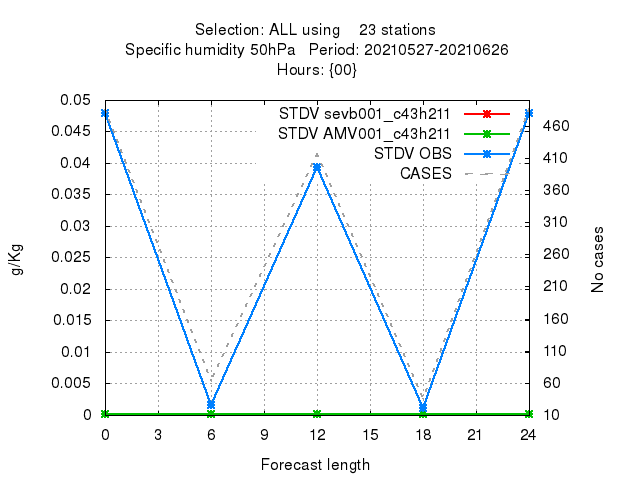 Selection: ALL using 23 stations
Specific humidity 50hPa Period: 20210527-20210626
Hours: {00}
STDV sevb001_c43h211
STDV AMV001_c43h211
STDV OBS
CASES
0.05
0.045
0.04
0.035
0.03
0.025
0.02
0.015
0.01
0.005
0
g/Kg
460
410
360
310
260
210
160
110
60
10
No cases
0 3 6 9 12 15 18 21 24
Forecast length